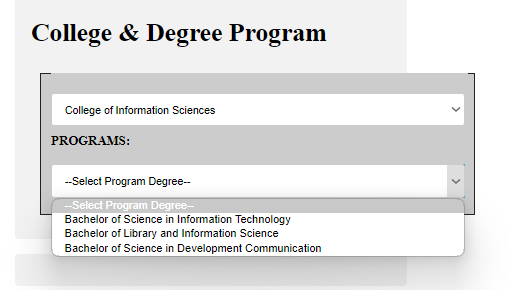 College & Degree Program
College of Information Sciences
PROGRAMS:
--Select Program Degree--
--Select Program Degree--
Bachelor of Science in Information Technology
Bachelor of Library and Information Science
Bachelor of Science in Development Communication